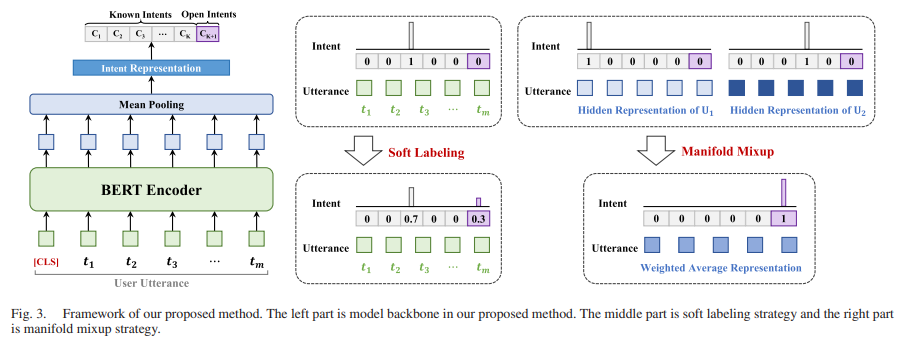 Known Intents Open Intents
C1 C2 C3 ··· CK CK+1
Intent Representation
Mean Pooling
BERT Encoder
[CLS] t1 t2 t3 ··· tm
User Utterance
Intent
0 0 1 0 0 0
Utterance
t1 t2 t3 ··· tm
Soft Labeling
Intent
0 0 0.7 0 0 0.3
Utterance
t1 t2 t3 ··· tm
Intent
1 0 0 0 0 0 0 0 0 1 0 0
Utterance
Hidden Representation of U1 Hidden Representation of U2
Manifold Mixup
Intent
0 0 0 0 0 1
Utterance
Weighted Average Representation
Fig. 3. Framework of our proposed method. The left part is model backbone in our proposed method. The middle part is soft labeling strategy and the right part
is manifold mixup strategy.